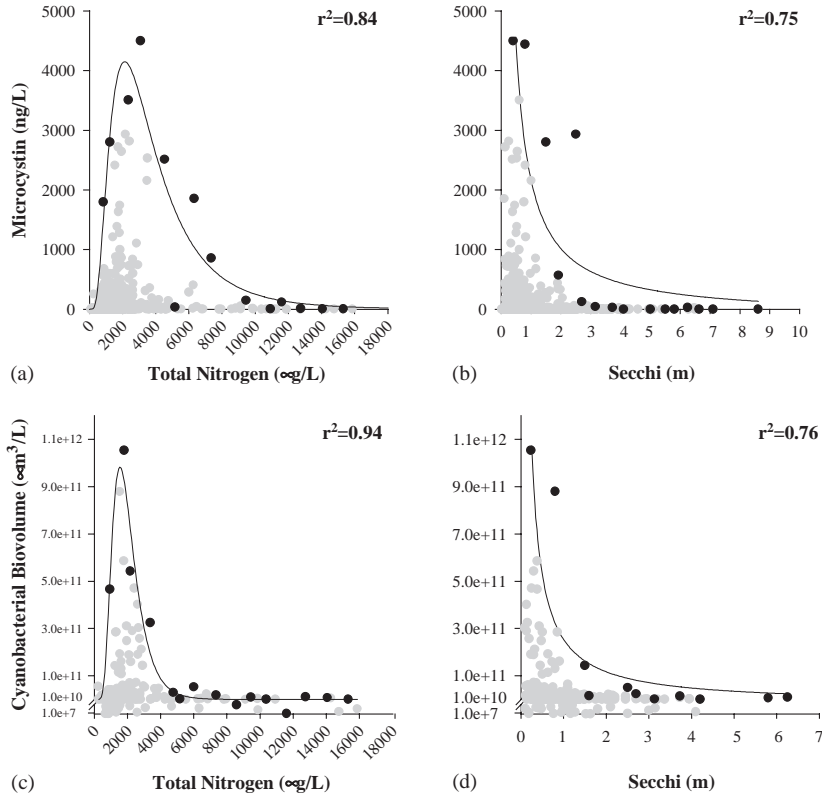 r²=0.84
Microcystin (ng/L)
5000
4000
3000
2000
1000
0
0
2000
4000
6000
8000
10000
12000
14000
16000
18000
(a)
Total Nitrogen (∝g/L)
r²=0.75
5000
4000
3000
2000
1000
0
0 1 2 3 4 5 6 7 8 9 10
(b)
Secchi (m)
r²=0.94
Cyanobacterial Biovolume (∝m³/L)
1.1e+12
9.0e+11
7.0e+11
5.0e+11
3.0e+11
1.0e+11
1.0e+10
1.0e+7
0
2000
4000
6000
8000
10000
12000
14000
16000
18000
(c)
Total Nitrogen (∝g/L)
r²=0.76
1.1e+12
9.0e+11
7.0e+11
5.0e+11
3.0e+11
1.0e+11
1.0e+10
1.0e+7
0 1 2 3 4 5 6 7
(d)
Secchi (m)